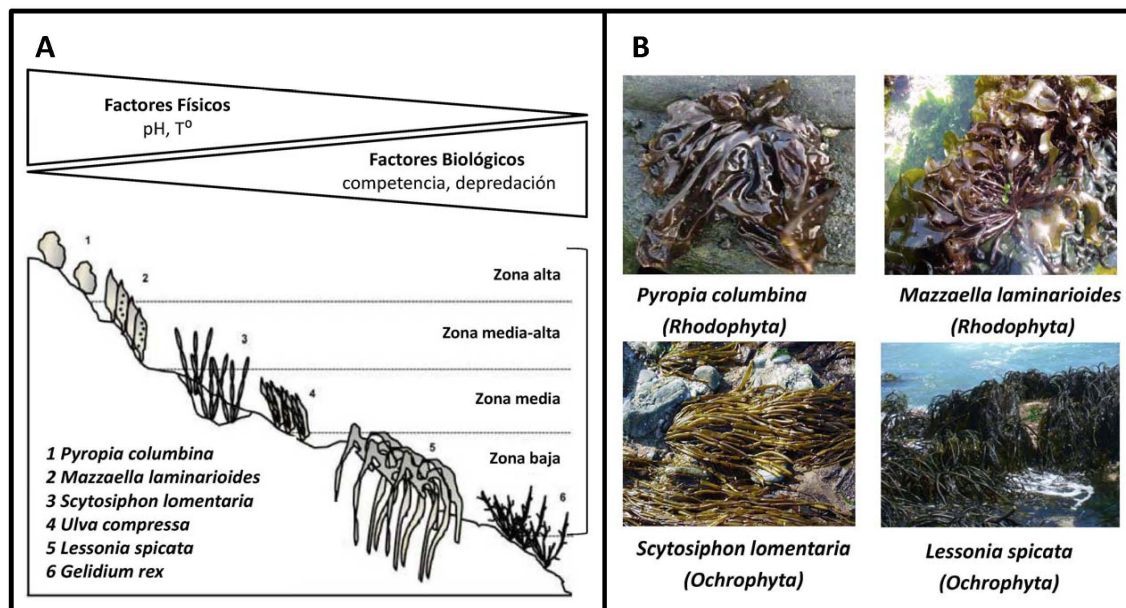 A
Factores Físicos
pH, Tº
Factores Biológicos
competencia, depredación
1
2
3
4
5
6
Zona alta
Zona media-alta
Zona media
Zona baja
1 Pyropia columbina
2 Mazzaella laminarioides
3 Scytosiphon lomentaria
4 Ulva compressa
5 Lessonia spicata
6 Gelidium rex
B
Pyropia columbina
(Rhodophyta)
Mazzaella laminarioides
(Rhodophyta)
Scytosiphon lomentaria
(Ochrophyta)
Lessonia spicata
(Ochrophyta)